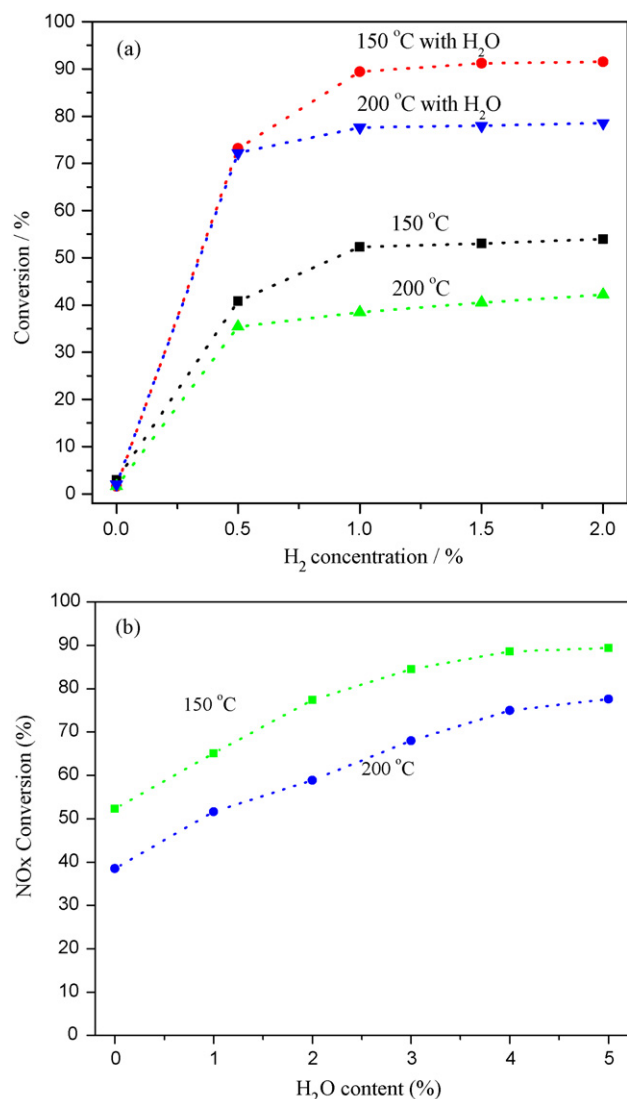 (a)
150 °C with H₂O
200 °C with H₂O
150 °C
200 °C
Conversion / %
100
90
80
70
60
50
40
30
20
10
0
0.0 0.5 1.0 1.5 2.0
H₂ concentration / %
(b)
150 °C
200 °C
NOx Conversion (%)
100
90
80
70
60
50
40
30
20
10
0
0 1 2 3 4 5
H₂O content (%)